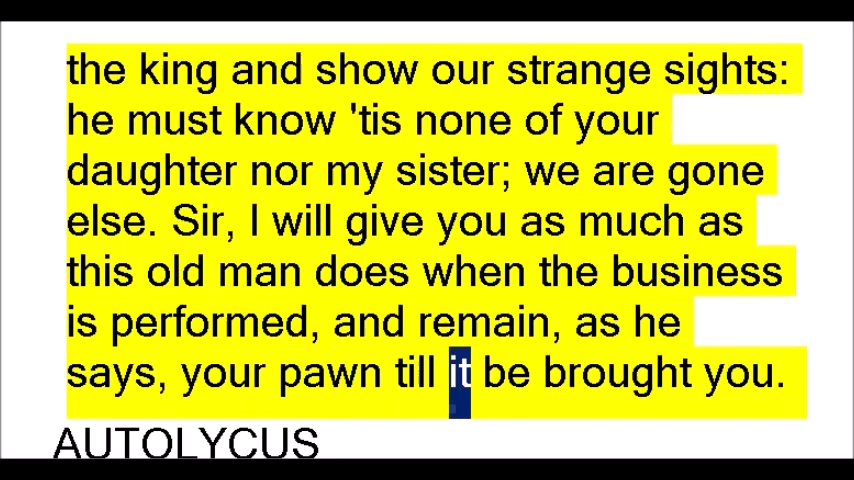 the king and show our strange sights:
he must know 'tis none of your
daughter nor my sister; we are gone
else. Sir, I will give you as much as
this old man does when the business
is performed, and remain, as he
says, your pawn till it be brought you.
AUTOLYCUS